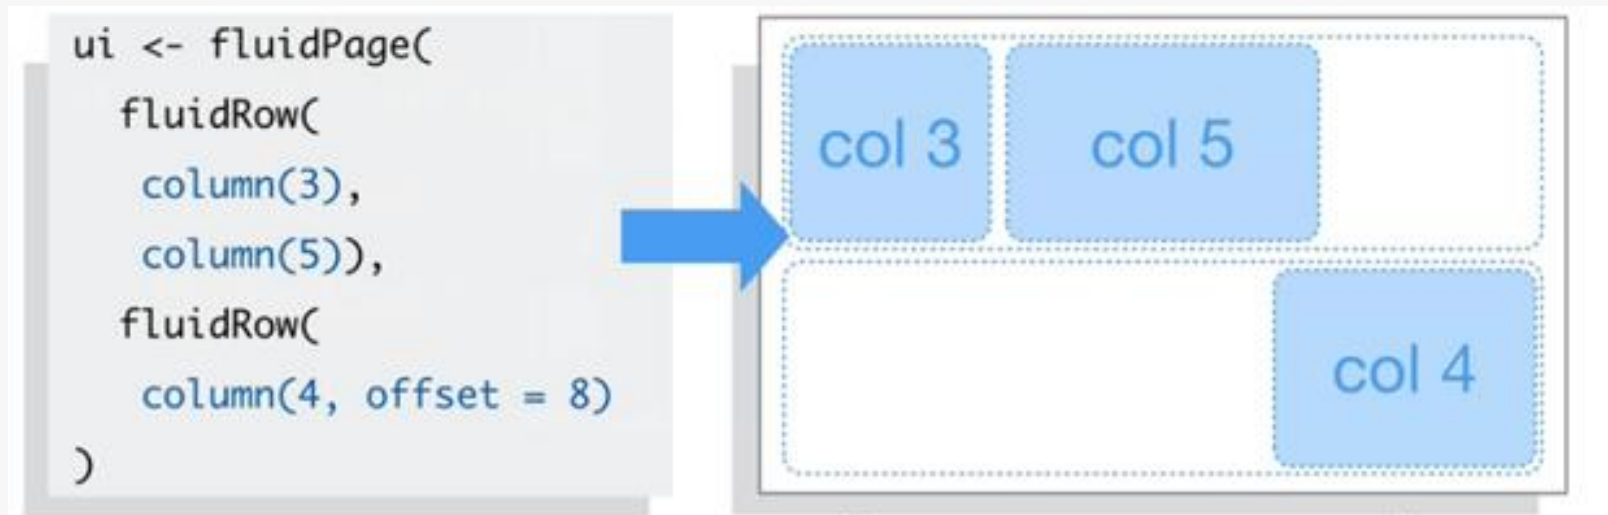 ui <- fluidPage(
fluidRow(
column(3),
column(5)),
fluidRow(
column(4, offset = 8)
)
col 3
col 5
col 4